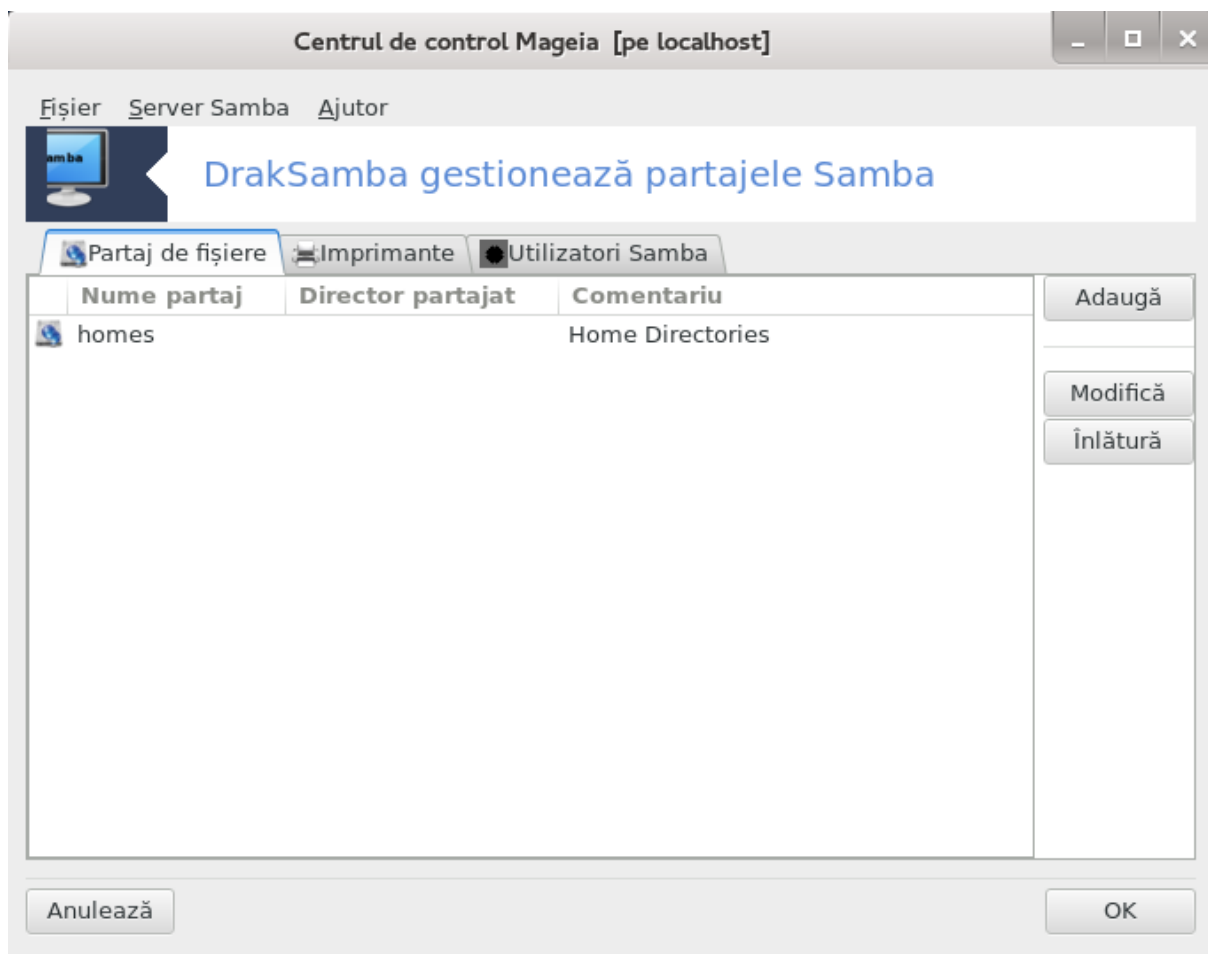 Centrul de control Mageia [pe localhost]
Fișier Server Samba Ajutor
amba
DrakSamba gestionează partajele Samba
Partaj de fișiere Imprimante Utilizatori Samba
Nume partaj Director partajat Comentariu
homes Home Directories
Adaugă
Modifică
Înlătură
Anulează OK